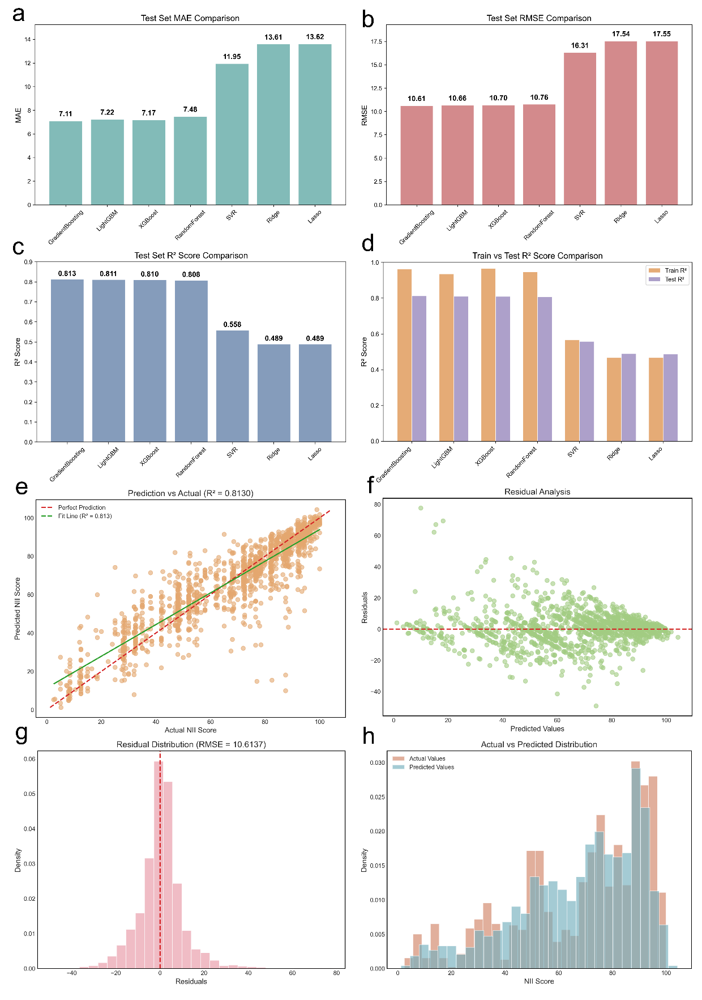 a
Test Set MAE Comparison
MAE
14
12
10
8
6
4
2
0
7.11
7.22
7.17
7.48
11.95
13.61
13.62
GradientBoosting
LightGBM
XGBoost
RandomForest
SVR
Ridge
Lasso
b
Test Set RMSE Comparison
RMSE
17.5
15.0
12.5
10.0
7.5
5.0
2.5
0.0
10.61
10.66
10.70
10.76
16.31
17.54
17.55
GradientBoosting
LightGBM
XGBoost
RandomForest
SVR
Ridge
Lasso
c
Test Set R² Score Comparison
R² Score
0.9
0.8
0.7
0.6
0.5
0.4
0.3
0.2
0.1
0.0
0.813
0.811
0.810
0.808
0.558
0.489
0.489
GradientBoosting
LightGBM
XGBoost
RandomForest
SVR
Ridge
Lasso
d
Train vs Test R² Score Comparison
R² Score
1.0
0.8
0.6
0.4
0.2
0.0
Train R²
Test R²
GradientBoosting
LightGBM
XGBoost
RandomForest
SVR
Ridge
Lasso
e
Prediction vs Actual (R² = 0.8130)
Perfect Prediction
Fit Line (R² = 0.813)
Predicted NII Score
100
80
60
40
20
0
0
20
40
60
80
100
Actual NII Score
f
Residual Analysis
Residuals
80
60
40
20
0
−20
−40
0
20
40
60
80
100
Predicted Values
g
Residual Distribution (RMSE = 10.6137)
Density
0.06
0.05
0.04
0.03
0.02
0.01
0.00
−40
−20
0
20
40
60
80
Residuals
h
Actual vs Predicted Distribution
Actual Values
Predicted Values
Density
0.030
0.025
0.020
0.015
0.010
0.005
0.000
0
20
40
60
80
100
NII Score